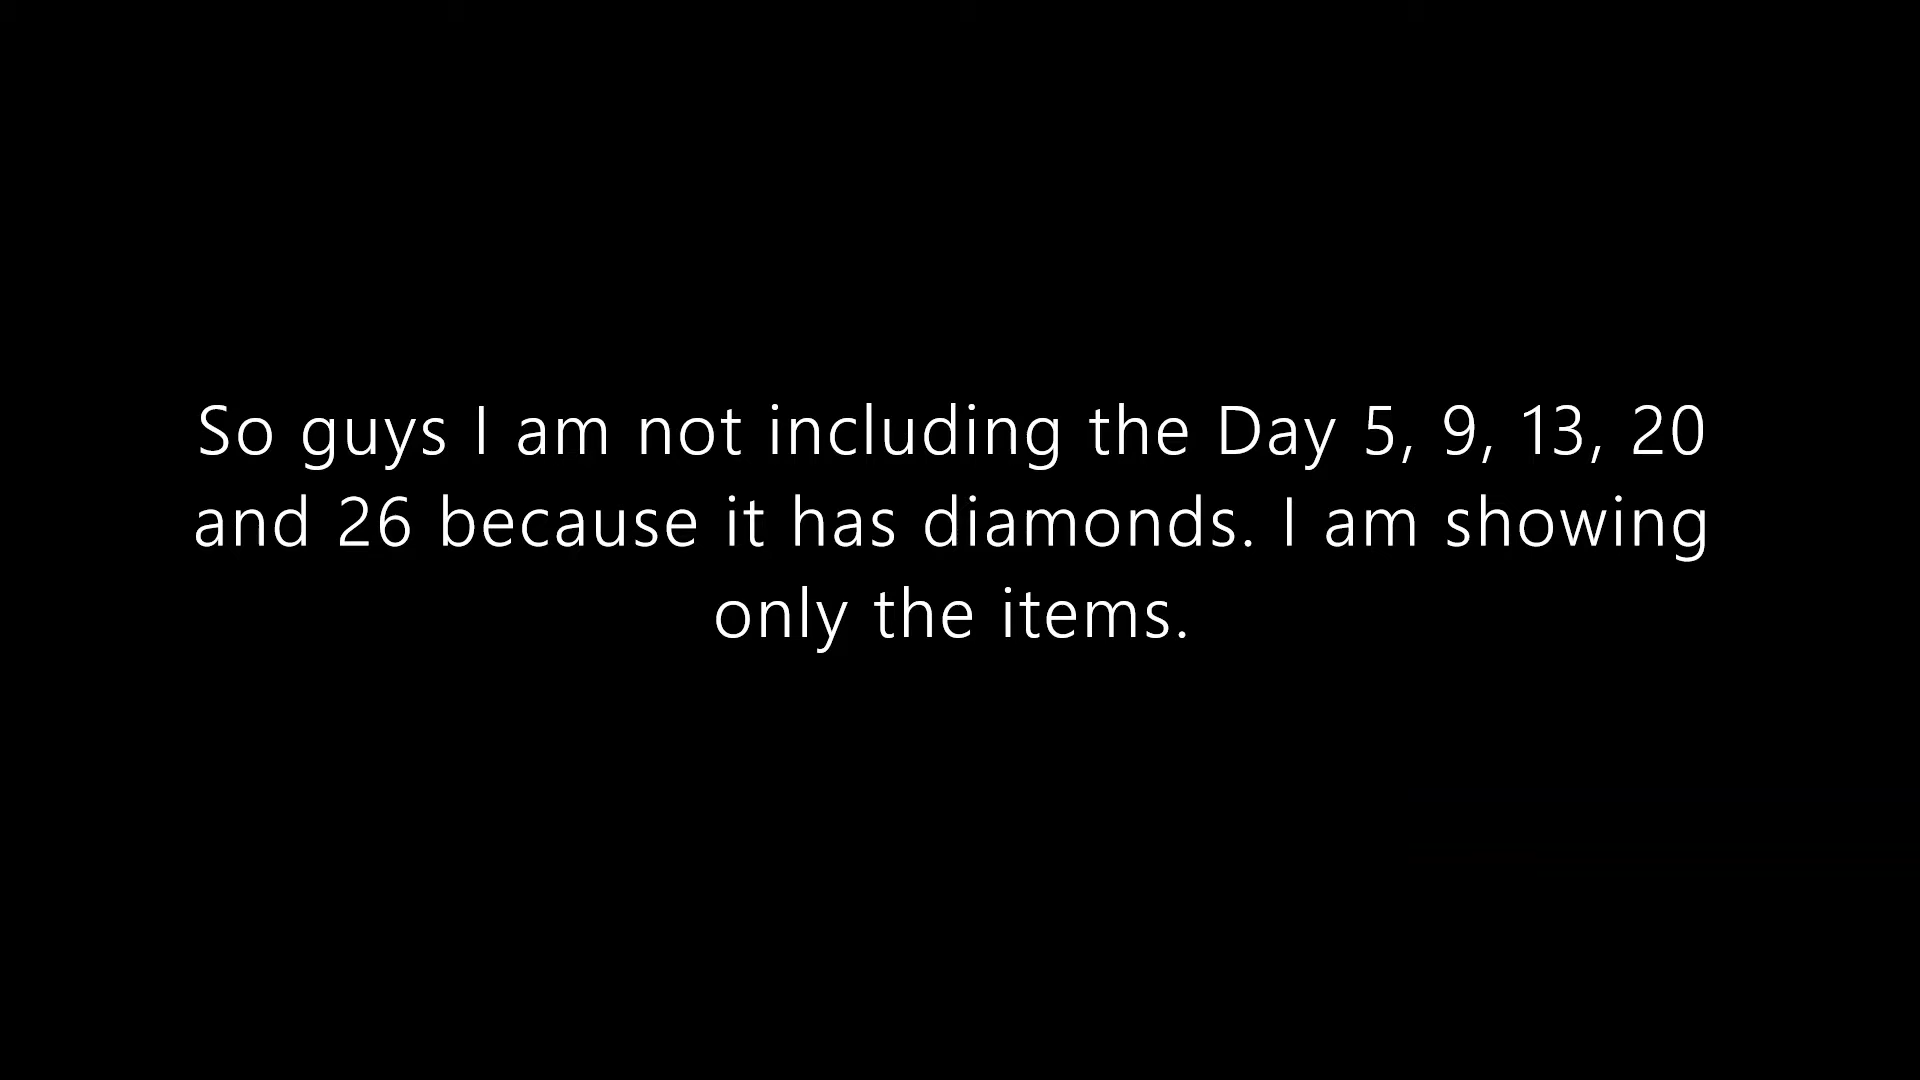 So guys I am not including the Day 5, 9, 13, 20
and 26 because it has diamonds. I am showing
only the items.